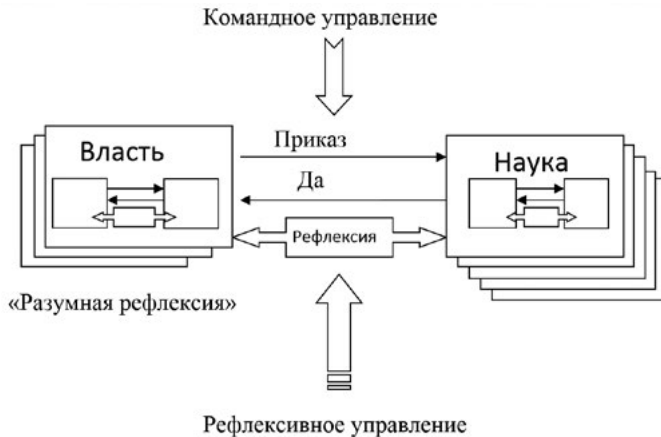 Командное управление
Приказ
Власть
Наука
Да
Рефлексия
«Разумная рефлексия»
Рефлексивное управление